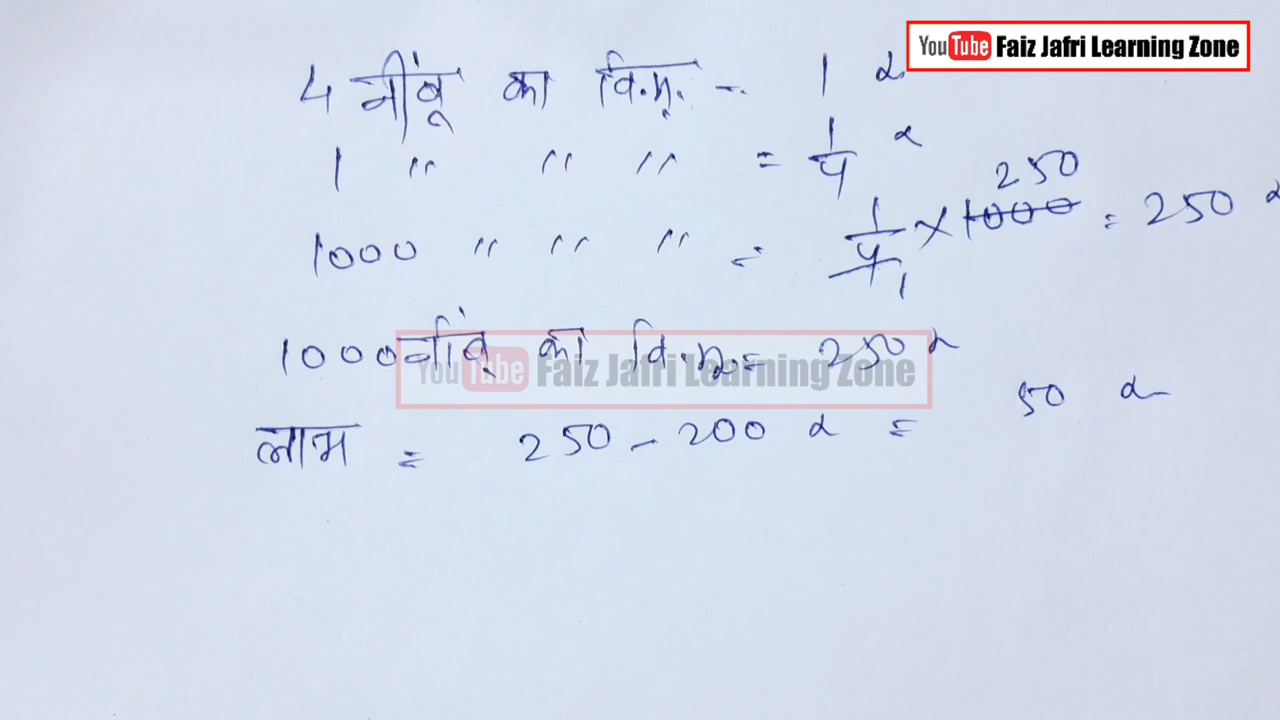 YouTube Faiz Jafri Learning Zone
4 नींबू का वि.मू. - 1 रु
1 " " " = 1/4 रु
1000 " " " = 1/4 × 1000 = 250 रु
250
1
1000 नींबू का वि.मू. = 250 रु
YouTube Faiz Jafri Learning Zone
लाभ = 250 - 200 रु = 50 रु